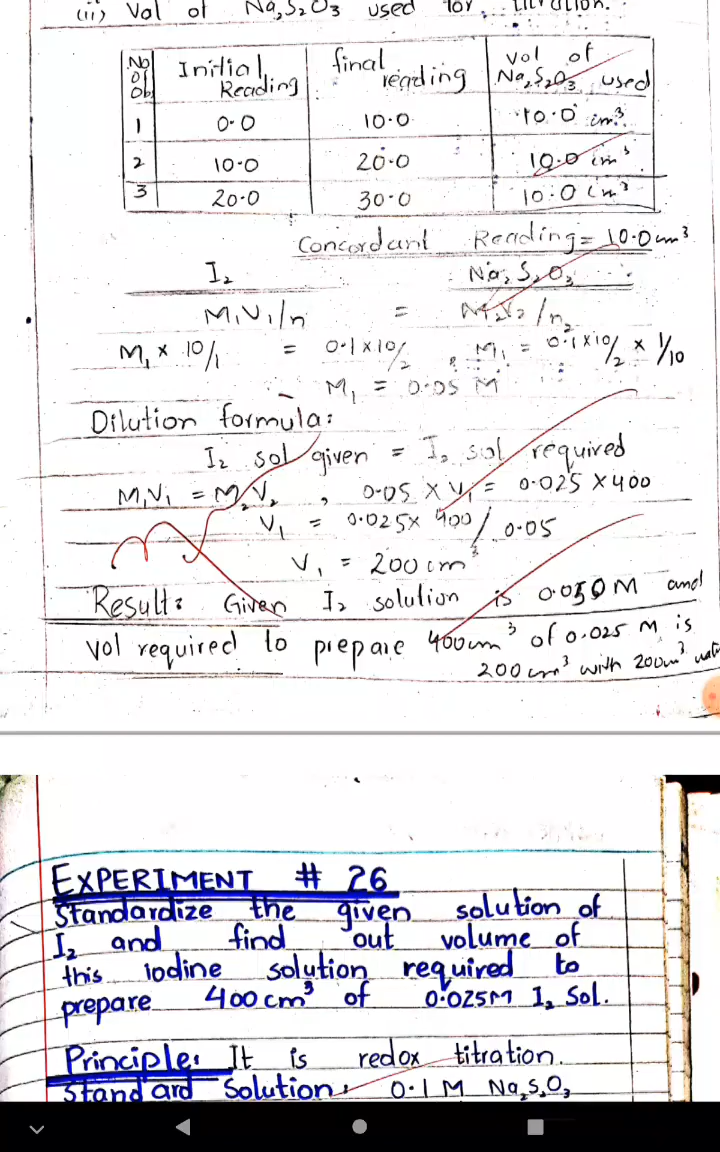 (ii) Vol of Na₂S₂O₃ used for titration.
No of Ob | Initial Reading | final reading | Vol of Na₂S₂O₃ used
1 | 0.0 | 10.0 | 10.0 cm³
2 | 10.0 | 20.0 | 10.0 cm³
3 | 20.0 | 30.0 | 10.0 cm³
Concordant Reading = 10.0 cm³
I₂ Na₂S₂O₃
M₁V₁/n = M₂V₂/n₂
M₁ × 10/1 = 0.1×10/2 , M₁ = 0.1×10/2 × 1/10
M₁ = 0.05 M
Dilution formula:
I₂ sol given = I₂ sol required
M₁V₁ = M₂V₂ , 0.05 × V₁ = 0.025 × 400
V₁ = 0.025 × 400 / 0.05
V₁ = 200 cm³
Result: Given I₂ solution is 0.050M and
vol required to prepare 400cm³ of 0.025 M is
200 cm³ with 200cm³
EXPERIMENT # 26
Standardize the given solution of
I₂ and find out volume of
this iodine solution required to
prepare 400 cm³ of 0.025M I₂ Sol.
Principle: It is redox titration.
Standard Solution: 0.1 M Na₂S₂O₃